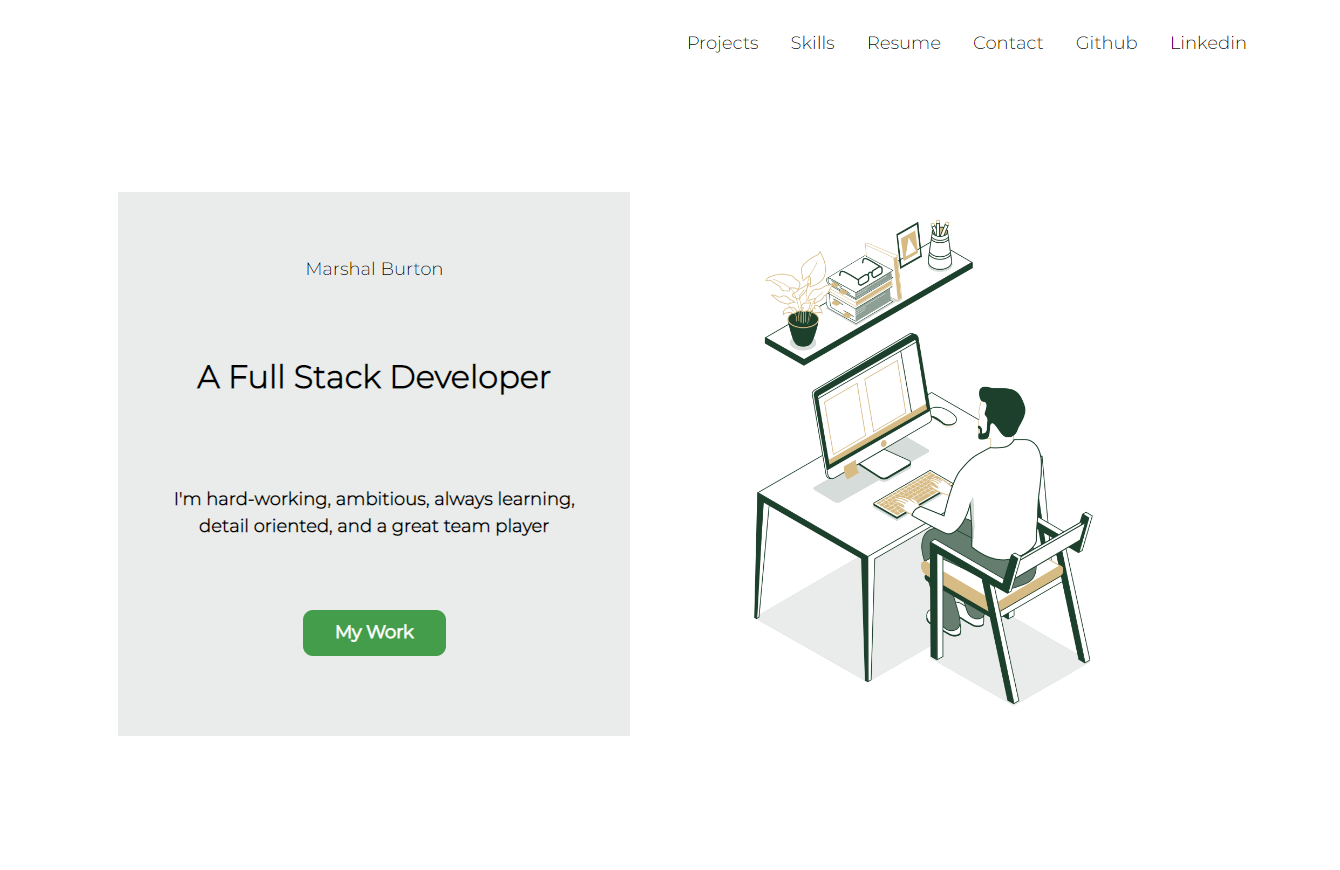 Projects Skills Resume Contact Github Linkedin
Marshal Burton
A Full Stack Developer
I'm hard-working, ambitious, always learning,
detail oriented, and a great team player
My Work